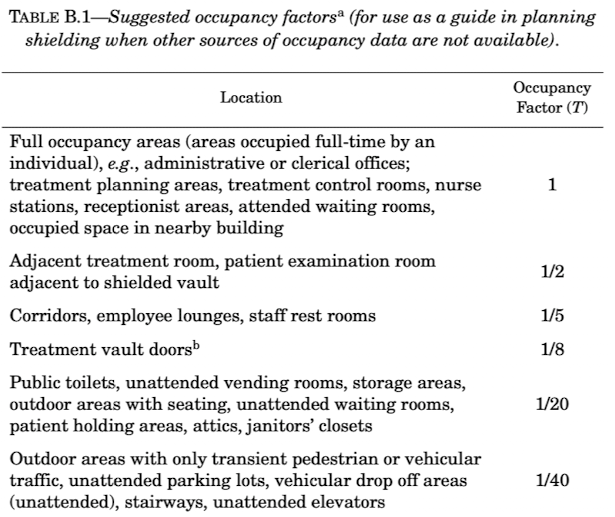 TABLE B.1—Suggested occupancy factorsᵃ (for use as a guide in planning
shielding when other sources of occupancy data are not available).
Location
Occupancy
Factor (T)
Full occupancy areas (areas occupied full-time by an
individual), e.g., administrative or clerical offices;
treatment planning areas, treatment control rooms, nurse
stations, receptionist areas, attended waiting rooms,
occupied space in nearby building
1
Adjacent treatment room, patient examination room
adjacent to shielded vault
1/2
Corridors, employee lounges, staff rest rooms
1/5
Treatment vault doorsᵇ
1/8
Public toilets, unattended vending rooms, storage areas,
outdoor areas with seating, unattended waiting rooms,
patient holding areas, attics, janitors' closets
1/20
Outdoor areas with only transient pedestrian or vehicular
traffic, unattended parking lots, vehicular drop off areas
(unattended), stairways, unattended elevators
1/40